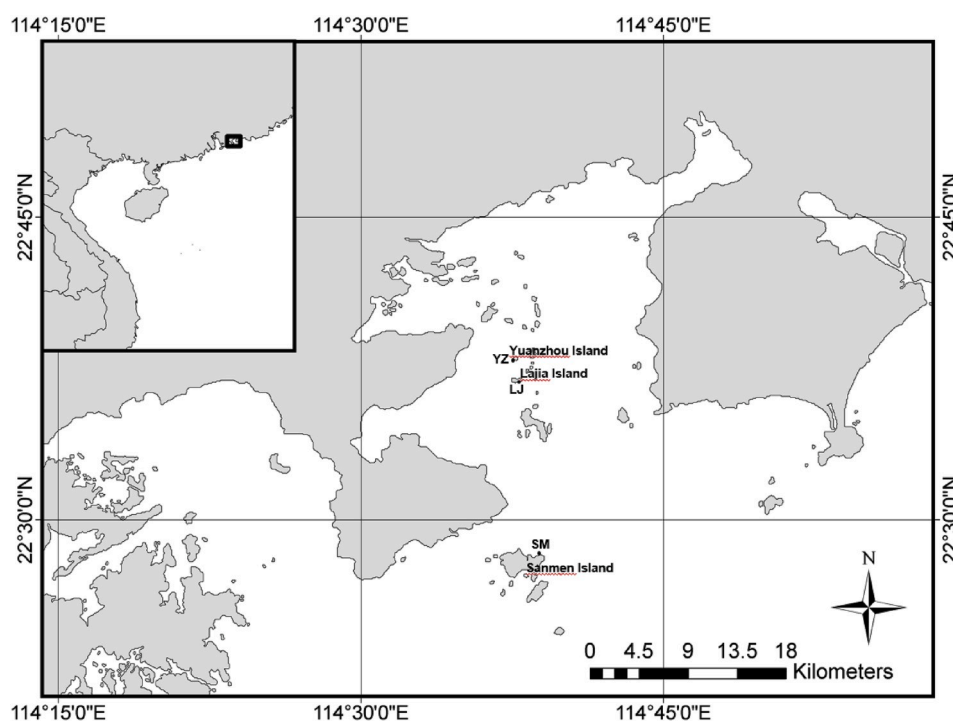 114°15'0"E 114°30'0"E 114°45'0"E
22°45'0"N 22°45'0"N
Yuanzhou Island
YZ
Lajia Island
LJ
22°30'0"N 22°30'0"N
SM
Sanmen Island
N
0 4.5 9 13.5 18
Kilometers
114°15'0"E 114°30'0"E 114°45'0"E